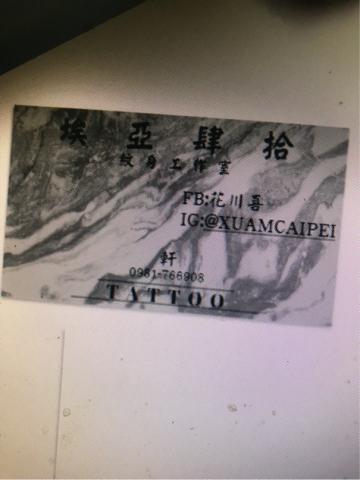 埃亞肆拾
紋身工作室
FB:花川喜
IG:@XUAMCAIPEI
軒
0981-766908
TATTOO